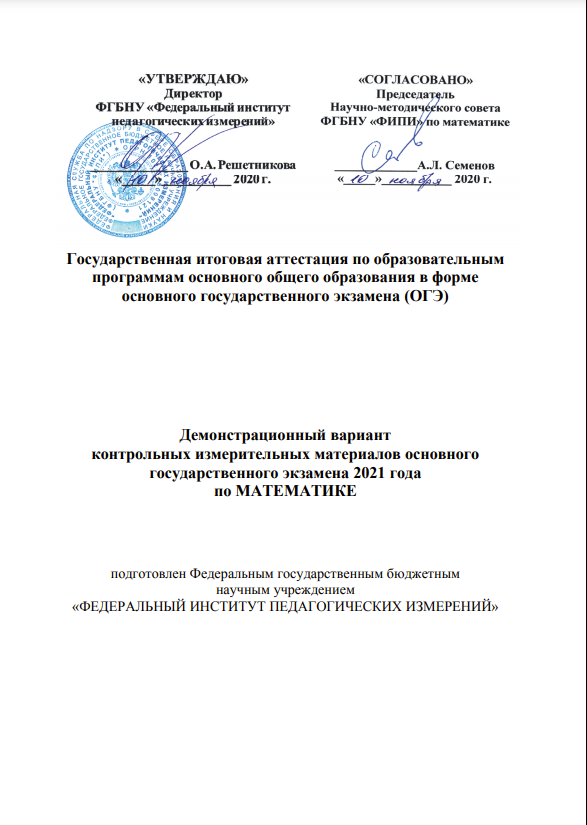 «УТВЕРЖДАЮ»
Директор
ФГБНУ «Федеральный институт
педагогических измерений»
О.А. Решетникова
«10» ноября 2020 г.
«СОГЛАСОВАНО»
Председатель
Научно-методического совета
ФГБНУ «ФИПИ» по математике
А.Л. Семенов
«10» ноября 2020 г.
Государственная итоговая аттестация по образовательным
программам основного общего образования в форме
основного государственного экзамена (ОГЭ)
Демонстрационный вариант
контрольных измерительных материалов основного
государственного экзамена 2021 года
по МАТЕМАТИКЕ
подготовлен Федеральным государственным бюджетным
научным учреждением
«ФЕДЕРАЛЬНЫЙ ИНСТИТУТ ПЕДАГОГИЧЕСКИХ ИЗМЕРЕНИЙ»